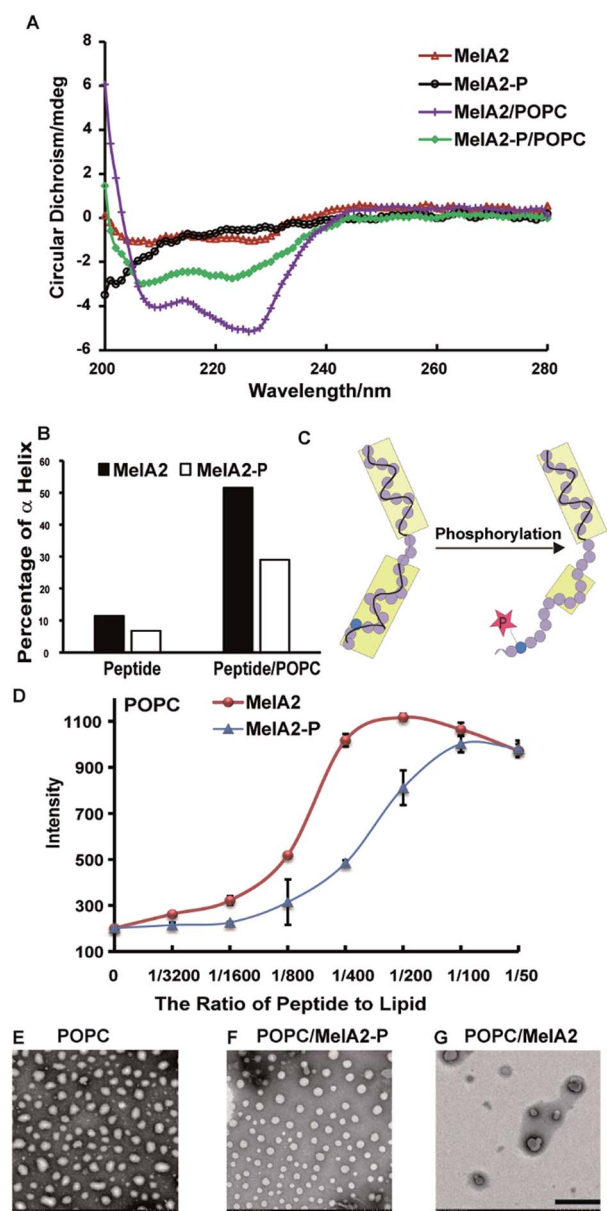 A
MelA2
MelA2-P
MelA2/POPC
MelA2-P/POPC
Circular Dichroism/mdeg
8
6
4
2
0
-2
-4
-6
200 220 240 260 280
Wavelength/nm
B
MelA2 MelA2-P
Percentage of α Helix
60
50
40
30
20
10
0
Peptide Peptide/POPC
C
Phosphorylation
P
D
POPC
MelA2
MelA2-P
Intensity
1100
900
700
500
300
100
0 1/3200 1/1600 1/800 1/400 1/200 1/100 1/50
The Ratio of Peptide to Lipid
E POPC
F POPC/MelA2-P
G POPC/MelA2